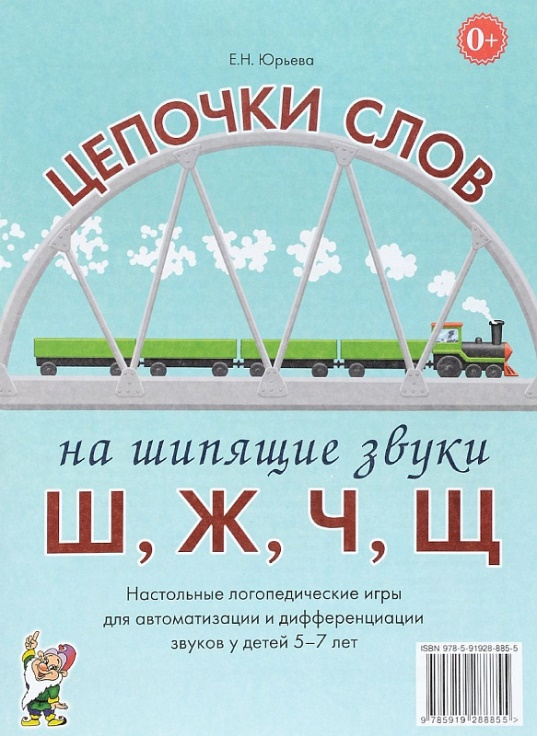 0+
Е.Н. Юрьева
ЦЕПОЧКИ СЛОВ
на шипящие звуки
Ш, Ж, Ч, Щ
Настольные логопедические игры
для автоматизации и дифференциации
звуков у детей 5–7 лет
ISBN 978-5-91928-885-5
9 785919 288855 >